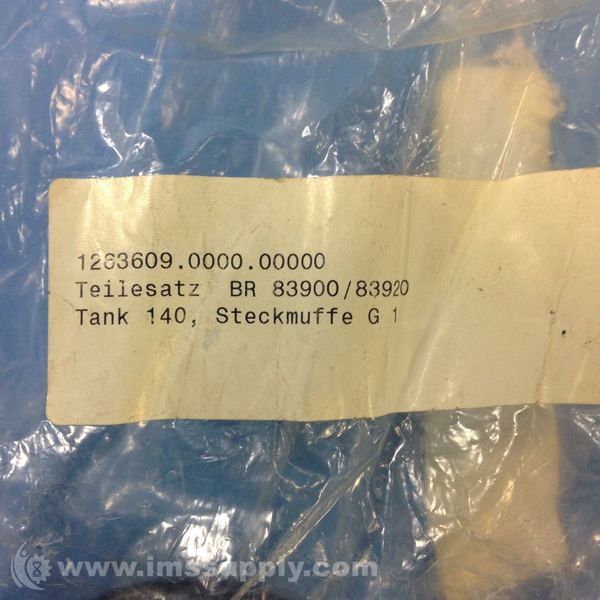 1263609.0000.00000
Teilesatz BR 83900/83920
Tank 140, Steckmuffe G 1
www.imssupply.com